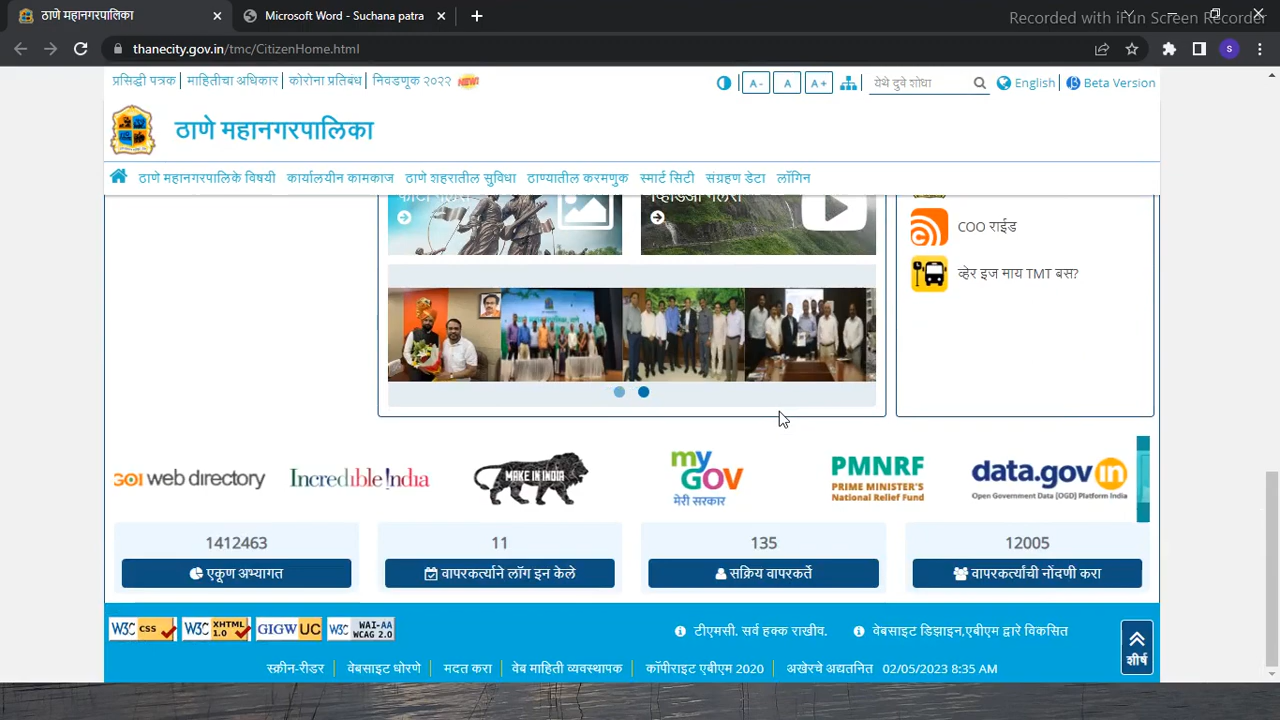 ठाणे महानगरपालिका
Microsoft Word - Suchana patra
Recorded with iFun Screen Recorder
thanecity.gov.in/tmc/CitizenHome.html
S
प्रसिद्धी पत्रक माहितीचा अधिकार कोरोना प्रतिबंध निवडणूक २०२२ NEW
A- A A+ येथे दुवे शोधा English Beta Version
ठाणे महानगरपालिका
ठाणे महानगरपालिके विषयी कार्यालयीन कामकाज ठाणे शहरातील सुविधा ठाण्यातील करमणुक स्मार्ट सिटी संग्रहण डेटा लॉगिन
फोटो गॅलरी व्हिडिओ गॅलरी
COO राईड
व्हेर इज माय TMT बस?
GOI web directory Incredible India MAKE IN INDIA my GOV मेरी सरकार PMNRF PRIME MINISTER'S National Relief Fund data.gov in Open Government Data (OGD) Platform India
1412463 11 135 12005
एकूण अभ्यागत वापरकर्त्याने लॉग इन केले सक्रिय वापरकर्ते वापरकर्त्यांची नोंदणी करा
W3C css W3C XHTML 1.0 GIGW UC W3C WAI-AA WCAG 2.0 टीएमसी. सर्व हक्क राखीव. वेबसाइट डिझाइन,एबीएम द्वारे विकसित
शीर्ष
स्क्रीन-रीडर वेबसाइट धोरणे मदत करा वेब माहिती व्यवस्थापक कॉपीराइट एबीएम 2020 अखेरचे अद्यतनित 02/05/2023 8:35 AM